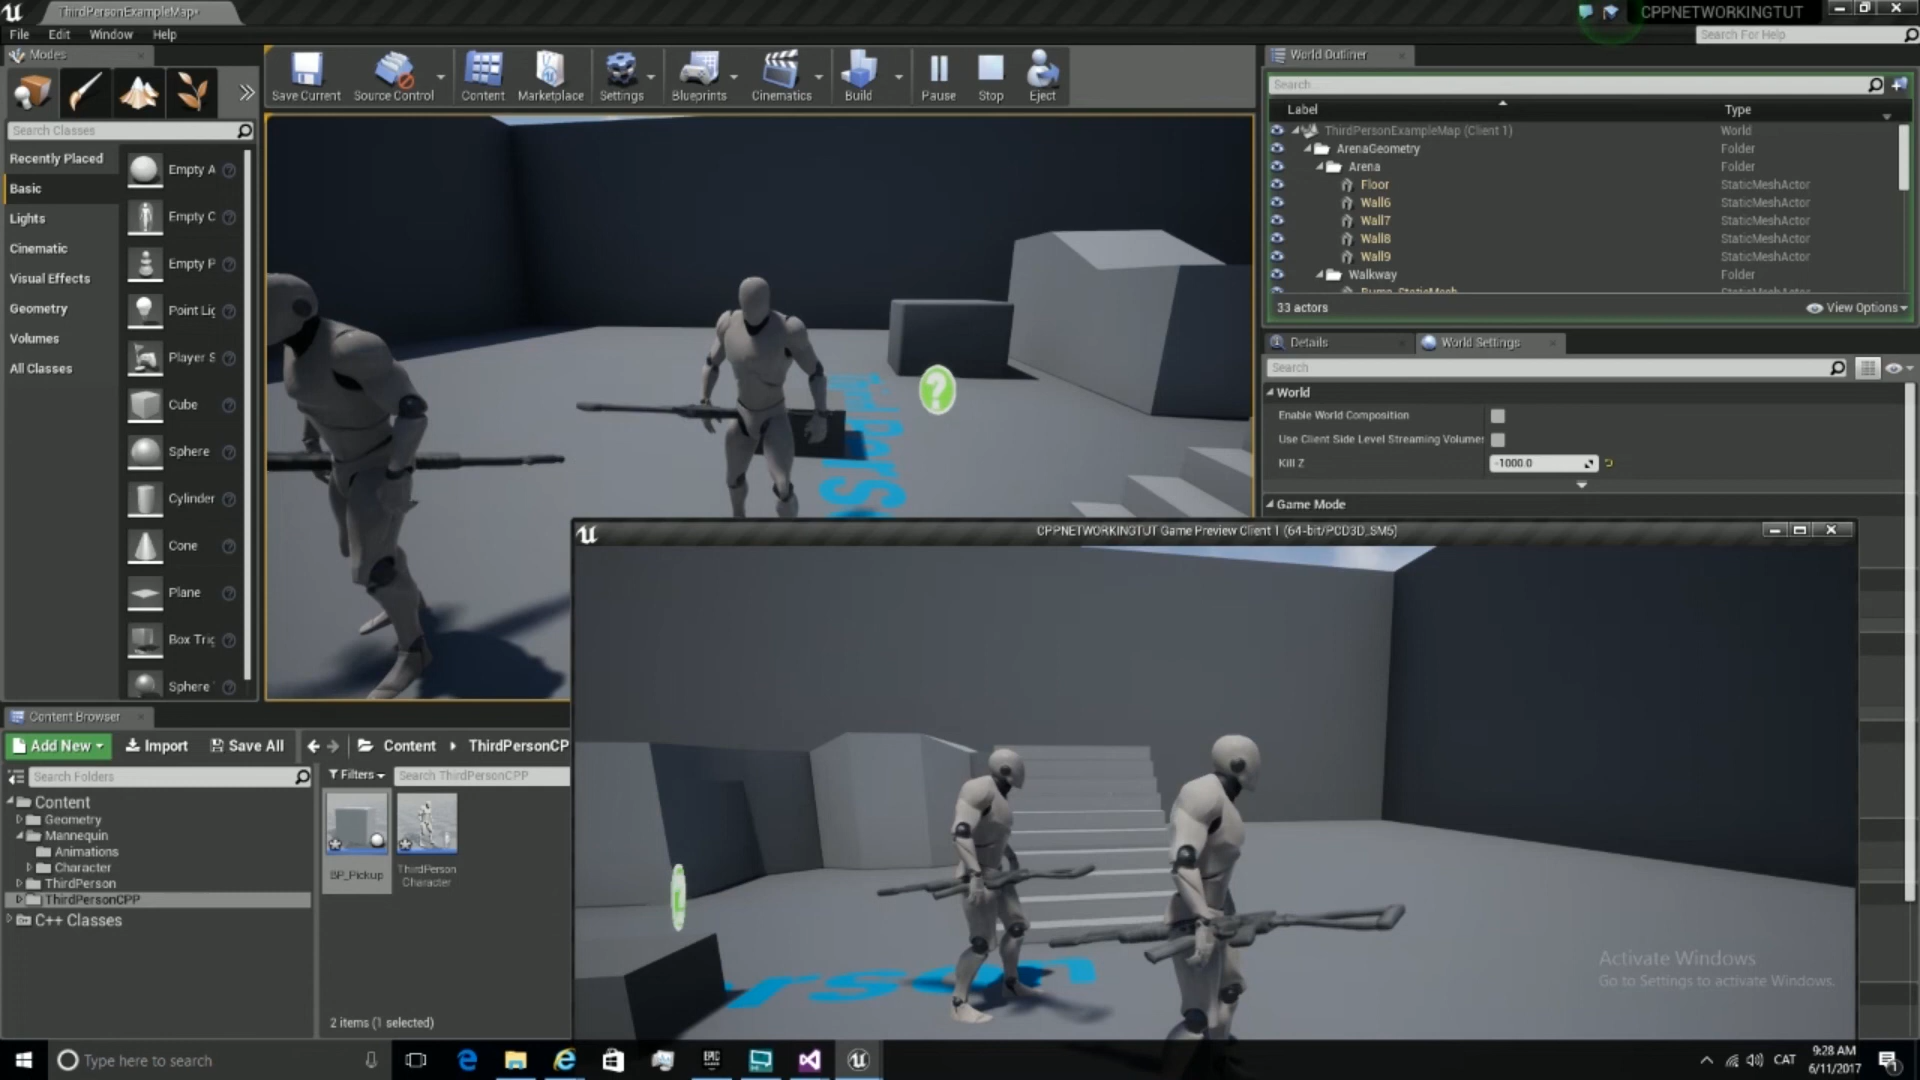 ThirdPersonExampleMap*
CPPNETWORKINGTUT
File Edit Window Help
Search For Help
Modes
Search Classes
Recently Placed
Basic
Lights
Cinematic
Visual Effects
Geometry
Volumes
All Classes
Empty A
Empty C
Empty P
Point Lig
Player S
Cube
Sphere
Cylinder
Cone
Plane
Box Trig
Sphere
Save Current
Source Control
Content
Marketplace
Settings
Blueprints
Cinematics
Build
Pause
Stop
Eject
World Outliner
Search
Label Type
ThirdPersonExampleMap (Client 1) World
ArenaGeometry Folder
Arena Folder
Floor StaticMeshActor
Wall6 StaticMeshActor
Wall7 StaticMeshActor
Wall8 StaticMeshActor
Wall9 StaticMeshActor
Walkway Folder
33 actors
View Options
Details
World Settings
Search
World
Enable World Composition
Use Client Side Level Streaming Volumes
Kill Z -1000.0
Game Mode
CPPNETWORKINGTUT Game Preview Client 1 (64-bit/PCD3D_SM5)
?
L
rson
Content Browser
Add New
Import
Save All
Content
ThirdPersonCP
Search Folders
Filters
Search ThirdPersonCPP
Content
Geometry
Mannequin
Animations
Character
ThirdPerson
ThirdPersonCPP
C++ Classes
BP_Pickup
ThirdPerson
Character
2 items (1 selected)
Activate Windows
Go to Settings to activate Windows.
Type here to search
EPIC
CAT
9:28 AM
6/11/2017
1